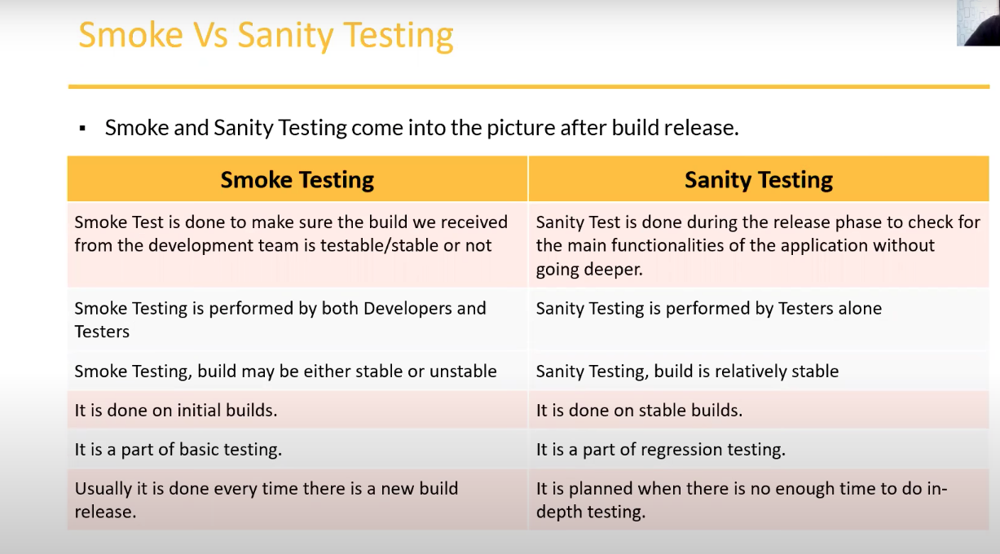 Smoke Vs Sanity Testing
▪ Smoke and Sanity Testing come into the picture after build release.
Smoke Testing
Sanity Testing
Smoke Test is done to make sure the build we received
from the development team is testable/stable or not
Sanity Test is done during the release phase to check for
the main functionalities of the application without
going deeper.
Smoke Testing is performed by both Developers and
Testers
Sanity Testing is performed by Testers alone
Smoke Testing, build may be either stable or unstable
Sanity Testing, build is relatively stable
It is done on initial builds.
It is done on stable builds.
It is a part of basic testing.
It is a part of regression testing.
Usually it is done every time there is a new build
release.
It is planned when there is no enough time to do in-
depth testing.